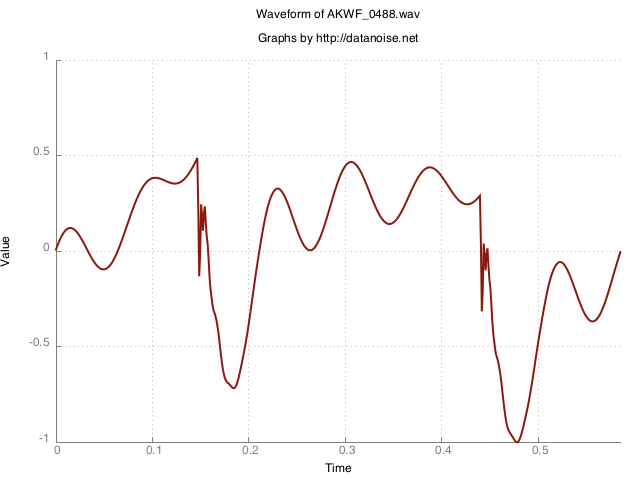 Waveform of AKWF_0488.wav
Graphs by http://datanoise.net
1
0.5
0
-0.5
-1
Value
0 0.1 0.2 0.3 0.4 0.5
Time